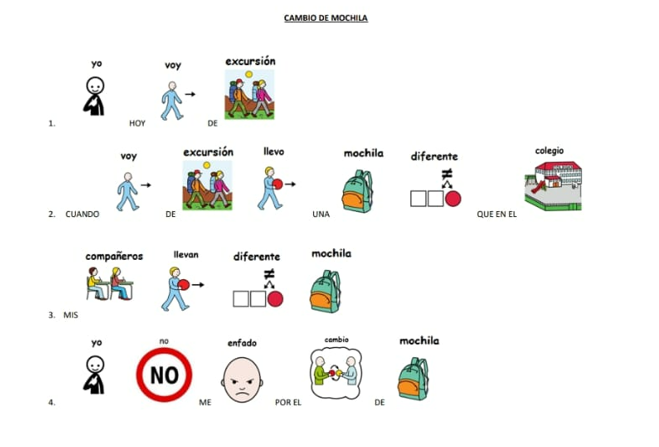 CAMBIO DE MOCHILA
yo voy excursión
1. HOY DE
voy excursión llevo mochila diferente colegio
2. CUANDO DE UNA QUE EN EL
compañeros llevan diferente mochila
3. MIS
yo no enfado cambio mochila
NO
4. ME POR EL DE